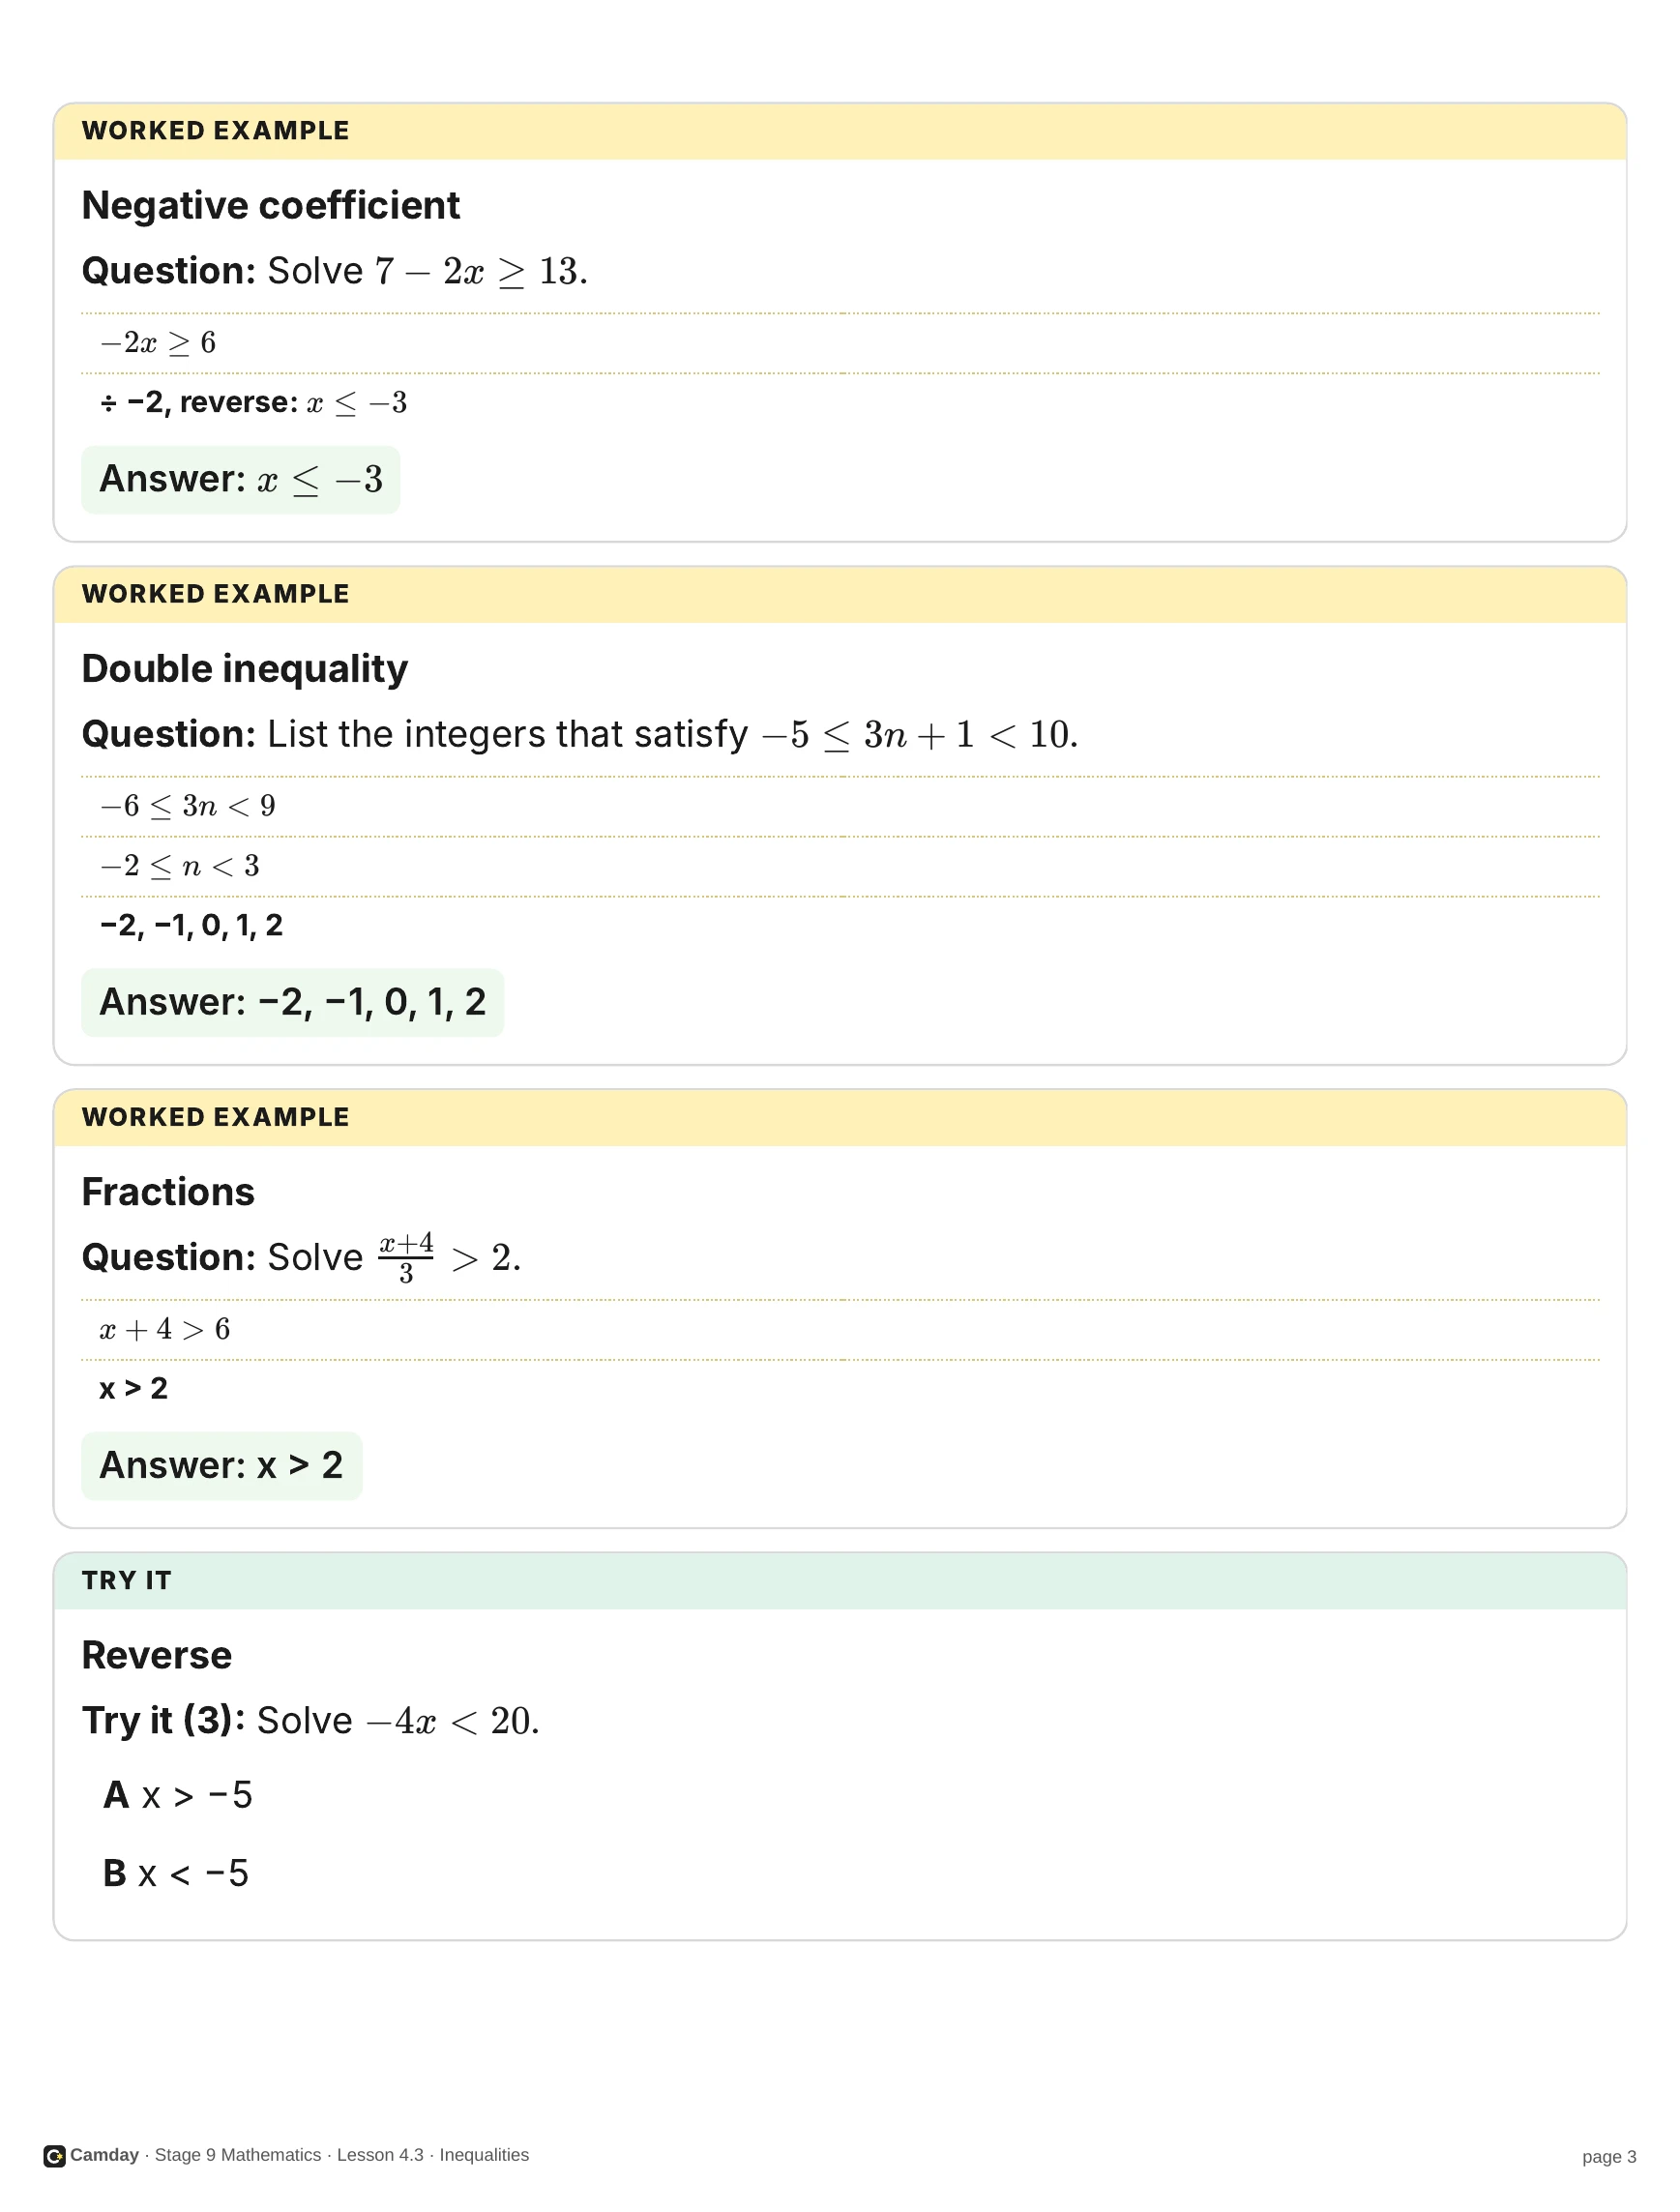 WORKED EXAMPLE
Negative coefficient
Question: Solve 7 − 2x ≥ 13.
−2x ≥ 6
÷ −2, reverse: x ≤ −3
Answer: x ≤ −3
WORKED EXAMPLE
Double inequality
Question: List the integers that satisfy −5 ≤ 3n + 1 < 10.
−6 ≤ 3n < 9
−2 ≤ n < 3
−2, −1, 0, 1, 2
Answer: −2, −1, 0, 1, 2
WORKED EXAMPLE
Fractions
Question: Solve \frac{x+4}{3} > 2.
x + 4 > 6
x > 2
Answer: x > 2
TRY IT
Reverse
Try it (3): Solve −4x < 20.
A x > −5
B x < −5
Camday · Stage 9 Mathematics · Lesson 4.3 · Inequalities
page 3